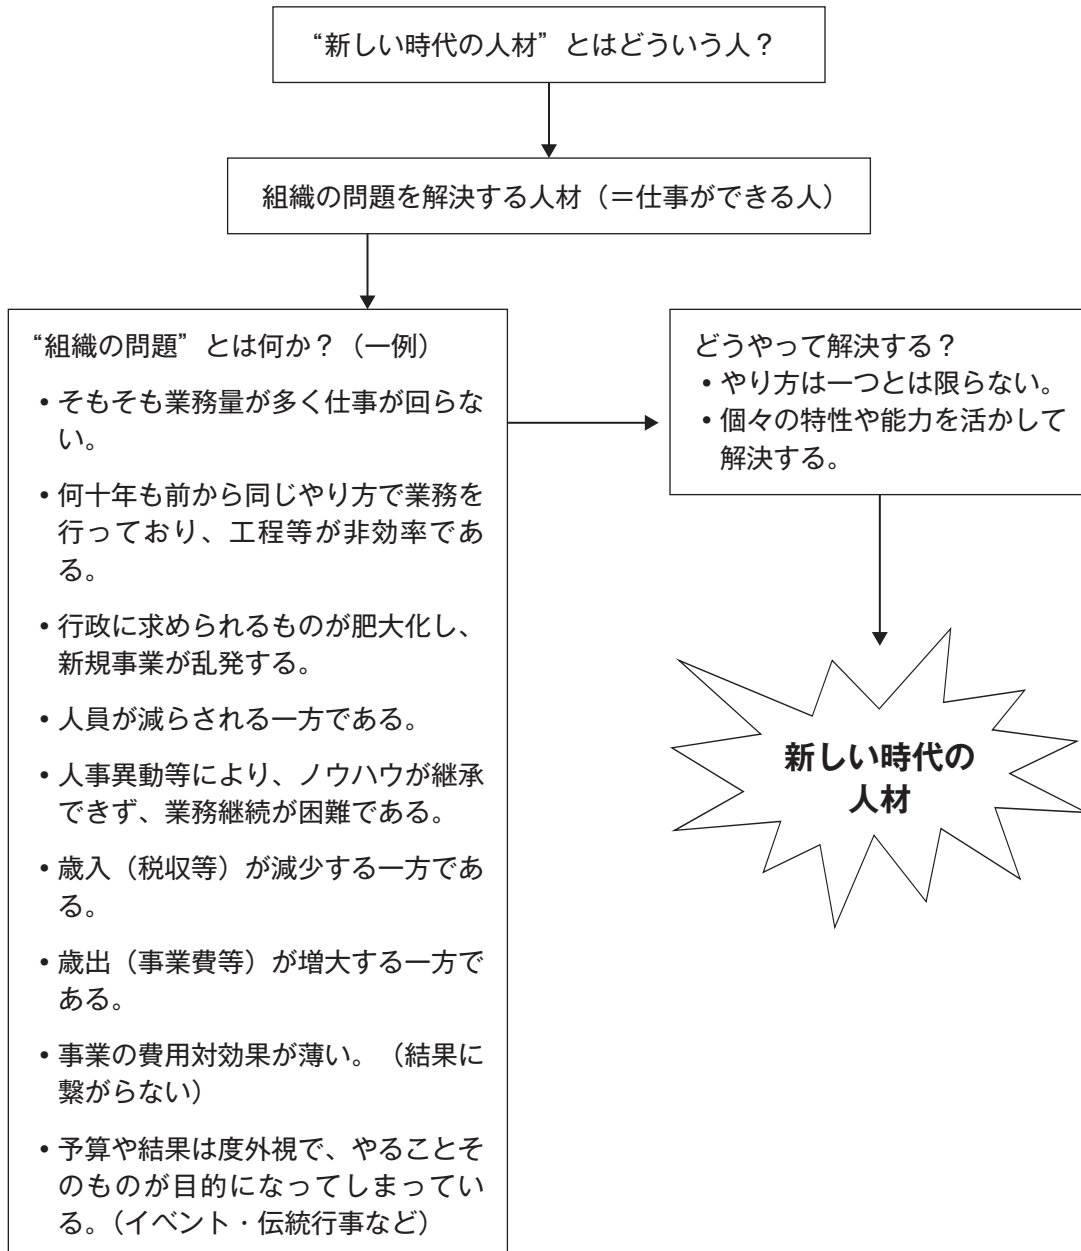 “新しい時代の人材” とはどういう人？
組織の問題を解決する人材（＝仕事ができる人）
“組織の問題” とは何か？（一例）
・そもそも業務量が多く仕事が回らな
い。
・何十年も前から同じやり方で業務を
行っており、工程等が非効率であ
る。
・行政に求められるものが肥大化し、
新規事業が乱発する。
・人員が減らされる一方である。
・人事異動等により、ノウハウが継承
できず、業務継続が困難である。
・歳入（税収等）が減少する一方であ
る。
・歳出（事業費等）が増大する一方で
ある。
・事業の費用対効果が薄い。（結果に
繋がらない）
・予算や結果は度外視で、やることそ
のものが目的になってしまってい
る。（イベント・伝統行事など）
どうやって解決する？
・やり方は一つとは限らない。
・個々の特性や能力を活かして
解決する。
新しい時代の
人材